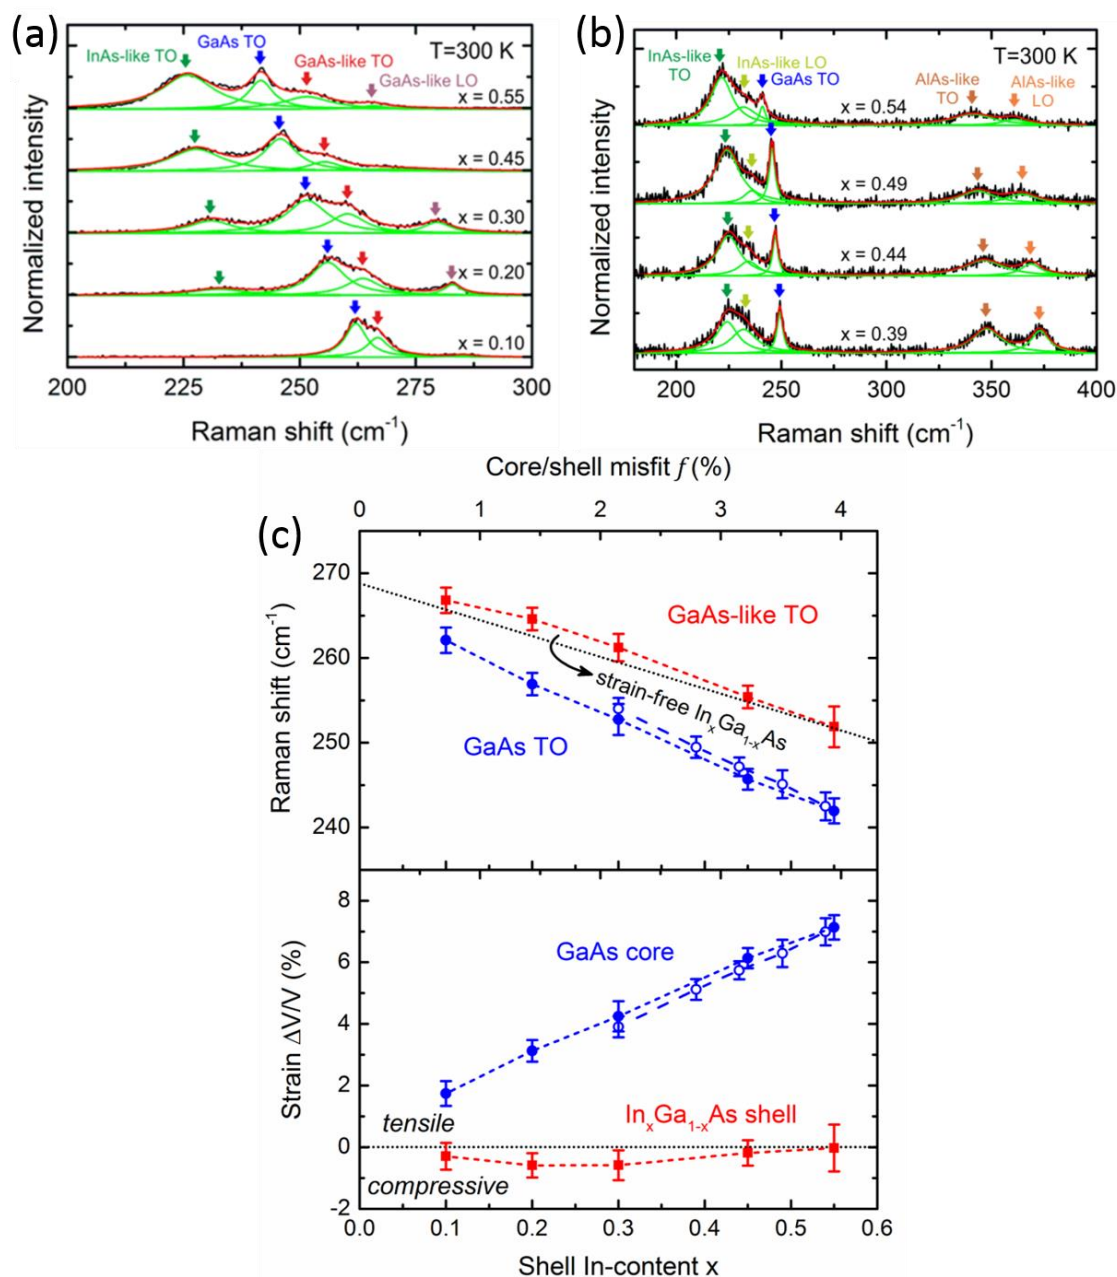 (a)
GaAs TO
InAs-like TO
GaAs-like TO
T=300 K
GaAs-like LO
x = 0.55
x = 0.45
x = 0.30
x = 0.20
x = 0.10
Normalized intensity
200 225 250 275 300
Raman shift (cm⁻¹)
(b)
InAs-like
TO
InAs-like LO
GaAs TO
T=300 K
AlAs-like
TO
AlAs-like
LO
x = 0.54
x = 0.49
x = 0.44
x = 0.39
Normalized intensity
200 250 300 350 400
Raman shift (cm⁻¹)
Core/shell misfit f (%)
0 1 2 3 4
(c)
270
260
250
240
Raman shift (cm⁻¹)
GaAs-like TO
strain-free InₓGa₁₋ₓAs
GaAs TO
8
6
4
2
0
-2
Strain ΔV/V (%)
GaAs core
InₓGa₁₋ₓAs shell
tensile
compressive
0.0 0.1 0.2 0.3 0.4 0.5 0.6
Shell In-content x